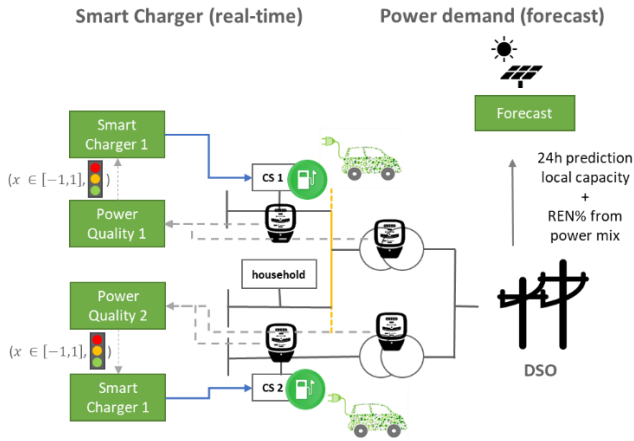 Smart Charger (real-time)
Power demand (forecast)
Smart
Charger 1
(x ∈ [−1,1], )
Power
Quality 1
CS 1
Forecast
24h prediction
local capacity
+
REN% from
power mix
household
Power
Quality 2
(x ∈ [−1,1], )
Smart
Charger 1
CS 2
DSO